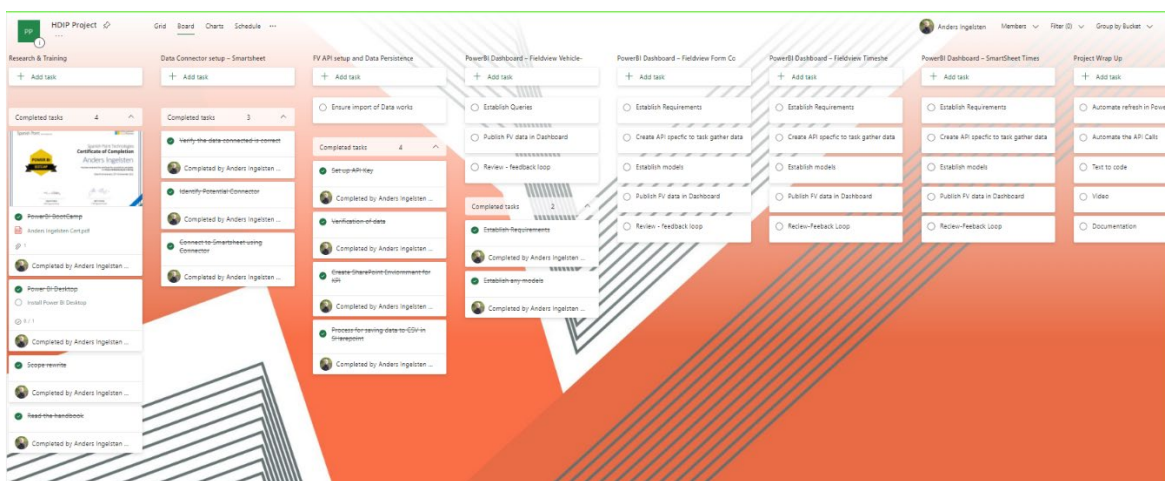 PP
HDIP Project
Grid Board Charts Schedule
Anders Ingelsten
Members
Filter (0)
Group by Bucket
Research & Training
Add task
Completed tasks 4
Certificate of Completion
Anders Ingelsten
PowerBI BootCamp
Anders Ingelsten Cert.pdf
1
Completed by Anders Ingelsten ...
Power BI Desktop
Install Power BI Desktop
0 / 1
Completed by Anders Ingelsten ...
Scope rewrite
Completed by Anders Ingelsten ...
Read the handbook
Completed by Anders Ingelsten ...
Data Connector setup – Smartsheet
Add task
Completed tasks 3
Verify the data connected is correct
Completed by Anders Ingelsten ...
Identify Potential Connector
Completed by Anders Ingelsten ...
Connect to Smartsheet using
Connector
Completed by Anders Ingelsten ...
FV API setup and Data Persistence
Add task
Ensure import of Data works
Completed tasks 4
Set up API Key
Completed by Anders Ingelsten ...
Verification of data
Completed by Anders Ingelsten ...
Create SharePoint Enviorment for
Completed by Anders Ingelsten ...
Process for saving data to CSV in
Completed by Anders Ingelsten ...
PowerBI Dashboard – Fieldview Vehicle-
Add task
Establish Queries
Publish FV data in Dashboard
Review - feedback loop
Completed tasks 2
Establish Requirements
Completed by Anders Ingelsten ...
Establish any models
Completed by Anders Ingelsten ...
PowerBI Dashboard – Fieldview Form Co
Add task
Establish Requirements
Create API specfic to task gather data
Establish models
Publish FV data in Dashboard
Review - feedback loop
PowerBI Dashboard – Fieldview Timeshe
Add task
Establish Requirements
Create API specfic to task gather data
Establish models
Publish FV data in Dashboard
Reciew-Feeback Loop
PowerBI Dashboard – SmartSheet Times
Add task
Establish Requirements
Create API specfic to task gather data
Establish models
Publish FV data in Dashboard
Reciew-Feeback Loop
Project Wrap Up
Add task
Automate refresh in Powe
Automate the API Calls
Text to code
Video
Documentation